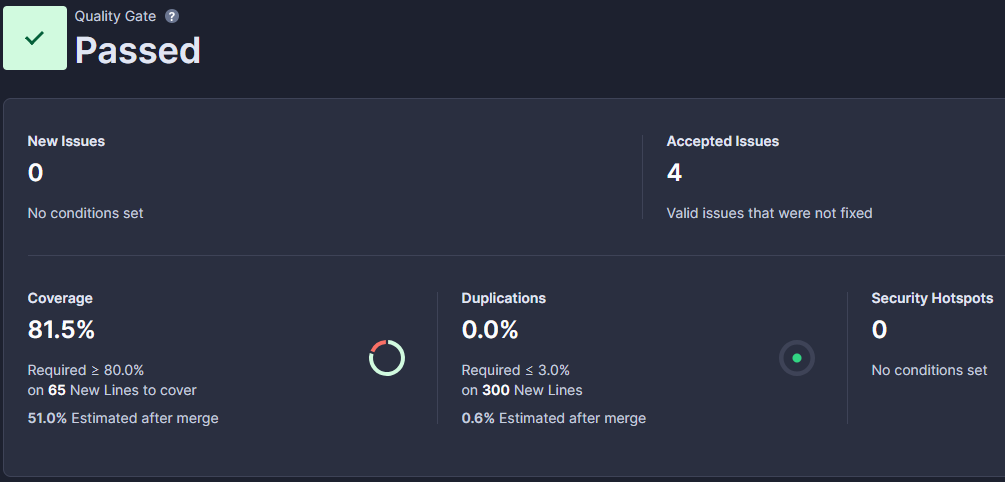 Quality Gate ?
Passed
New Issues
0
No conditions set
Accepted Issues
4
Valid issues that were not fixed
Coverage
81.5%
Required ≥ 80.0%
on 65 New Lines to cover
51.0% Estimated after merge
Duplications
0.0%
Required ≤ 3.0%
on 300 New Lines
0.6% Estimated after merge
Security Hotspots
0
No conditions set